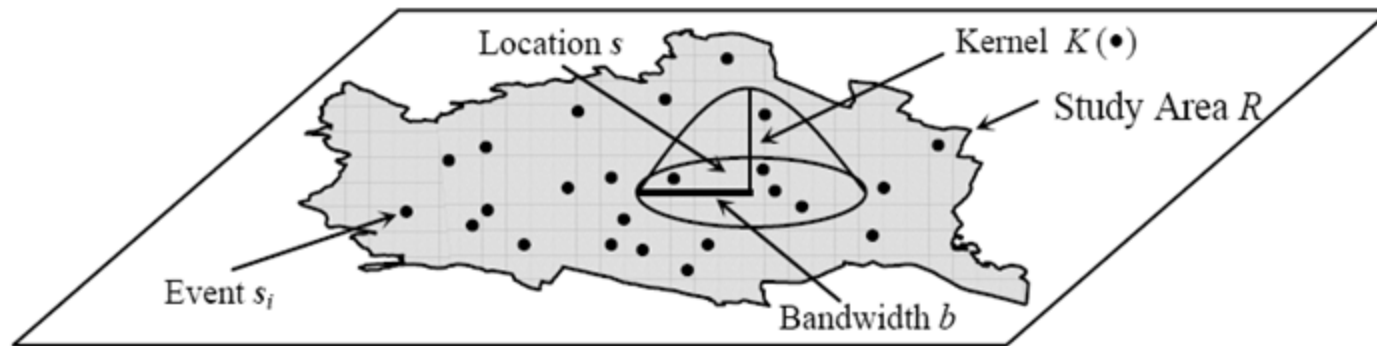 Location s
Kernel K (•)
Study Area R
Event sᵢ
Bandwidth b